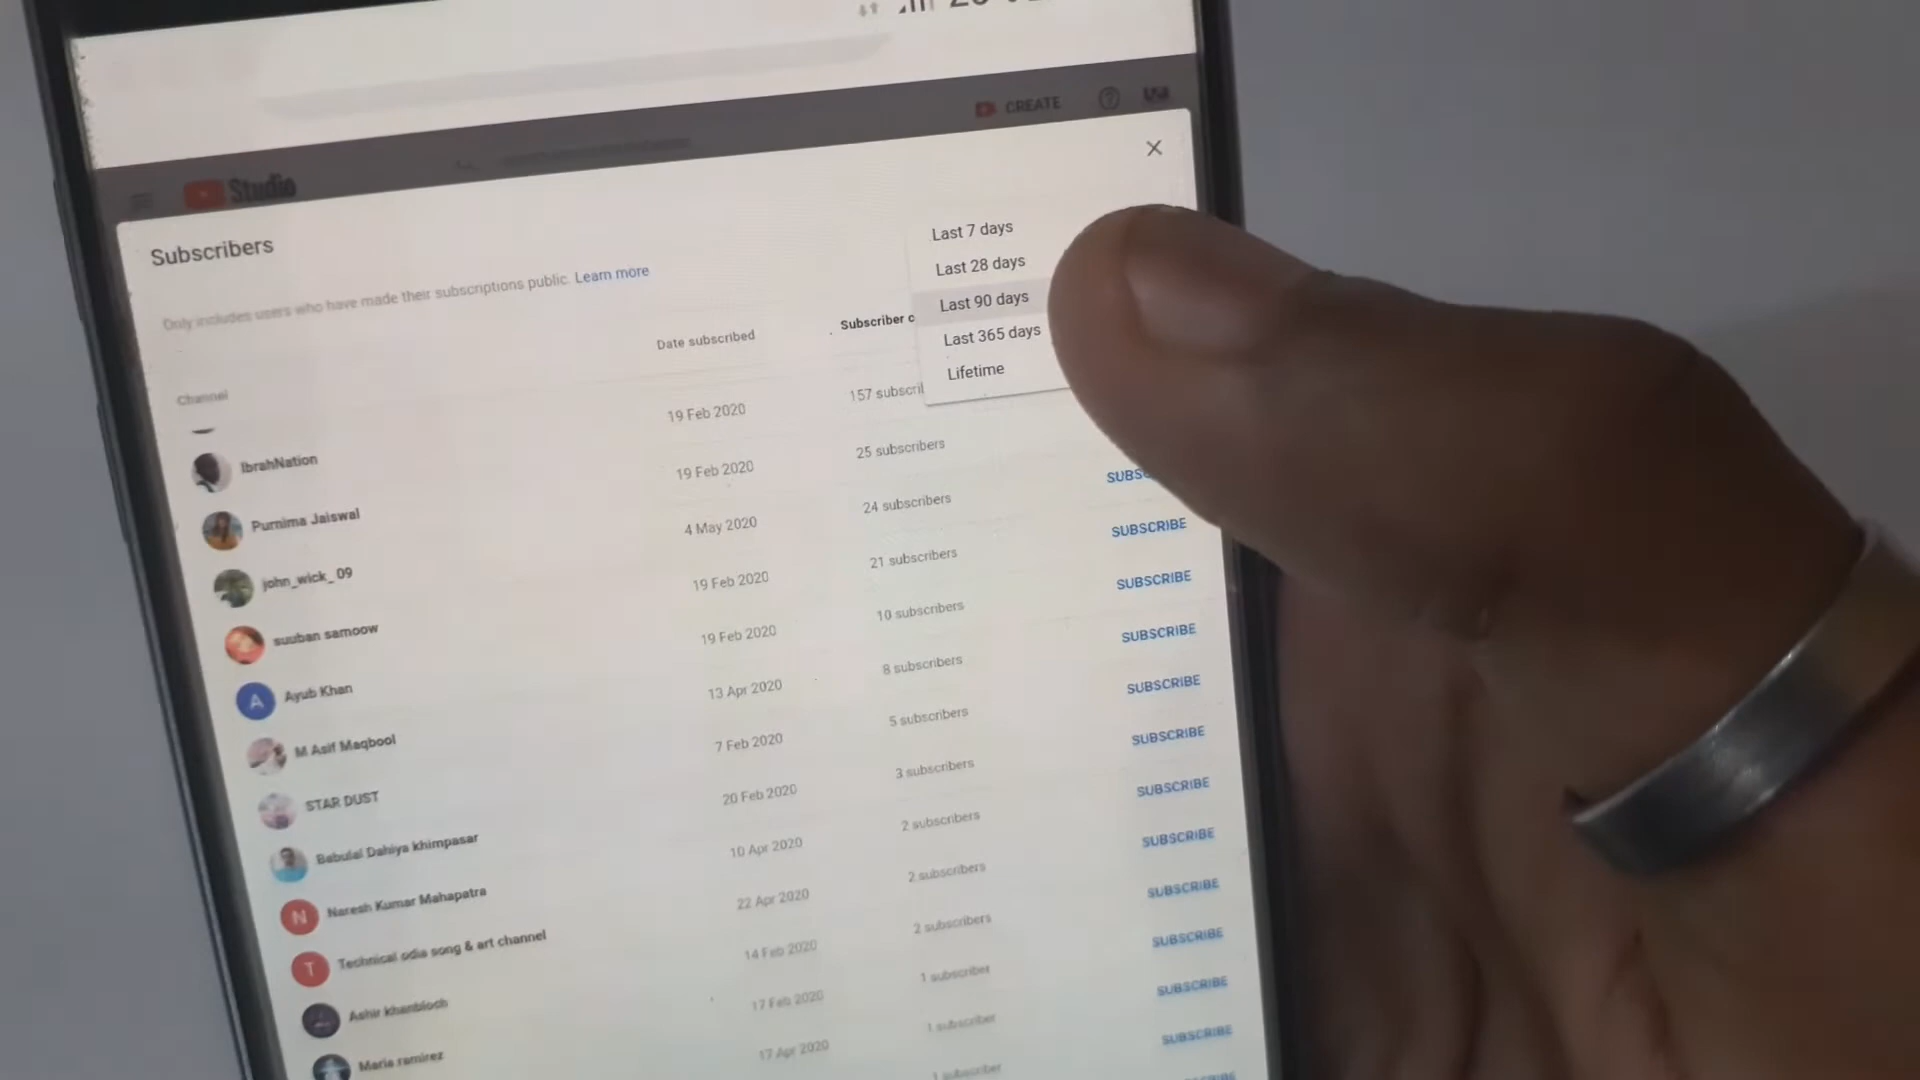 CREATE
Studio
Subscribers
Only includes users who have made their subscriptions public. Learn more
Last 7 days
Last 28 days
Last 90 days
Last 365 days
Lifetime
Channel
Date subscribed
Subscriber c
19 Feb 2020
157 subscri
IbrahNation
19 Feb 2020
25 subscribers
SUBS
Purnima Jaiswal
4 May 2020
24 subscribers
SUBSCRIBE
john_wick_09
19 Feb 2020
21 subscribers
SUBSCRIBE
suuban samoow
19 Feb 2020
10 subscribers
SUBSCRIBE
A
Ayub Khan
13 Apr 2020
8 subscribers
SUBSCRIBE
M Asif Maqbool
7 Feb 2020
5 subscribers
SUBSCRIBE
STAR DUST
20 Feb 2020
3 subscribers
SUBSCRIBE
Babulal Dahiya khimpasar
10 Apr 2020
2 subscribers
SUBSCRIBE
N
Naresh Kumar Mahapatra
22 Apr 2020
2 subscribers
SUBSCRIBE
T
Technical odia song & art channel
14 Feb 2020
2 subscribers
SUBSCRIBE
Ashir khanbloch
17 Feb 2020
1 subscriber
SUBSCRIBE
Maria ramirez
17 Apr 2020
1 subscriber
SUBSCRIBE
1 subscriber